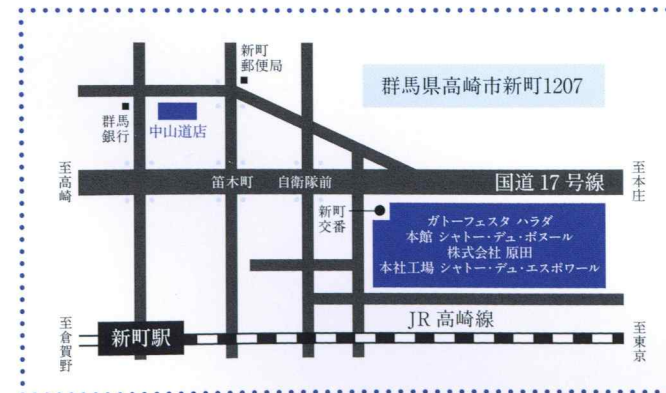 新町
郵便局
群馬県高崎市新町1207
群馬
銀行
中山道店
至高崎
笛木町
自衛隊前
国道17号線
至本庄
新町
交番
ガトーフェスタ ハラダ
本館 シャトー・デュ・ボヌール
株式会社 原田
本社工場 シャトー・デュ・エスポワール
JR 高崎線
至倉賀野
新町駅
至東京